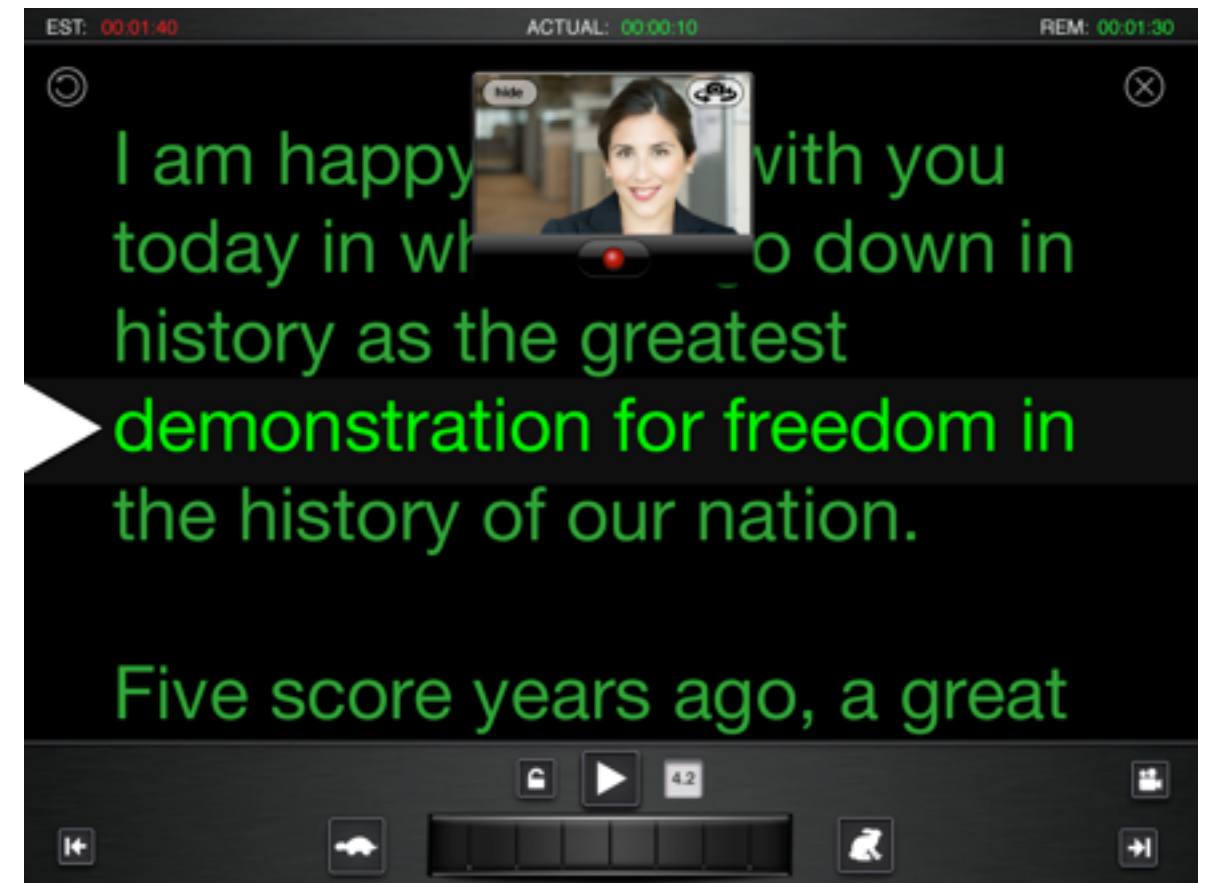 EST: 00:01:40 ACTUAL: 00:00:10 REM: 00:01:30
hide
I am happy with you
today in wh go down in
history as the greatest
demonstration for freedom in
the history of our nation.
Five score years ago, a great
4.2